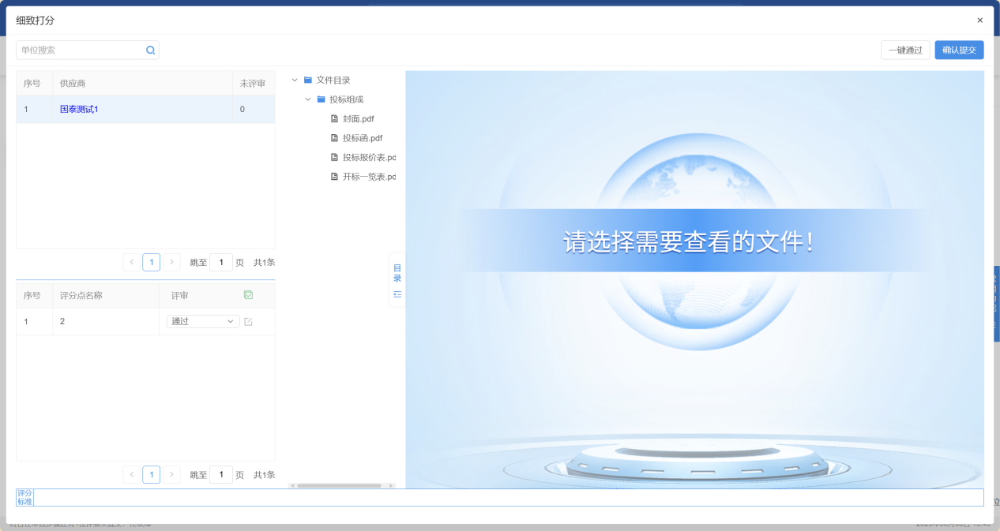 细致打分
×
单位搜索
一键通过
确认提交
序号 供应商 未评审
1 国泰测试1 0
1
跳至 1 页 共1条
序号 评分点名称 评审
1 2 通过
1
跳至 1 页 共1条
文件目录
投标组成
封面.pdf
投标函.pdf
投标报价表.pd
开标一览表.pd
目录
请选择需要查看的文件！
评分
标准